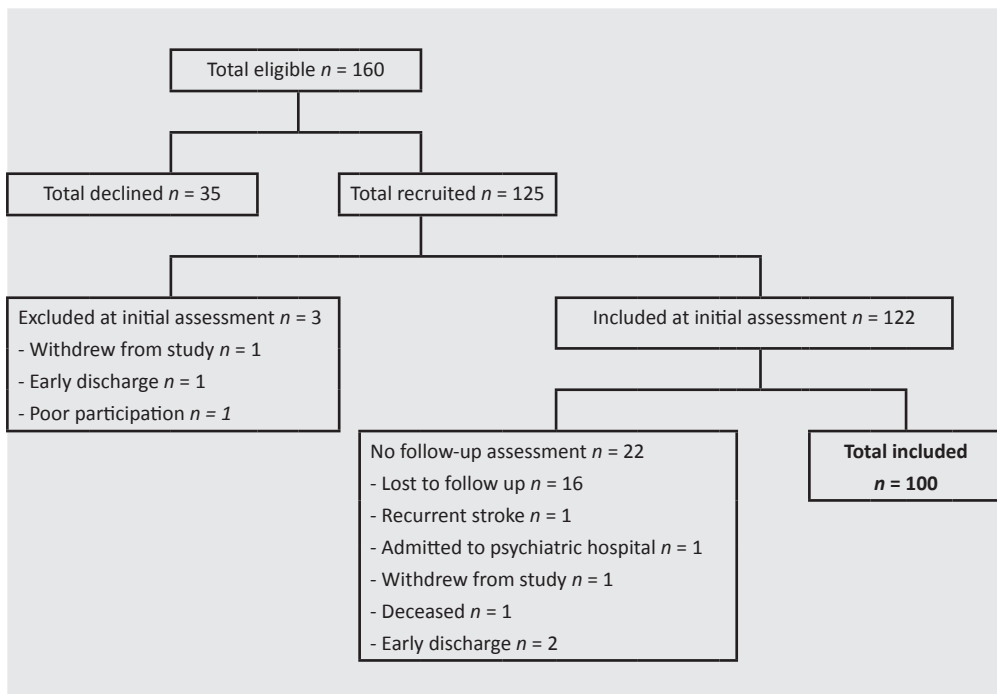 Total eligible n = 160
Total declined n = 35
Total recruited n = 125
Excluded at initial assessment n = 3
- Withdrew from study n = 1
- Early discharge n = 1
- Poor participation n = 1
Included at initial assessment n = 122
No follow-up assessment n = 22
- Lost to follow up n = 16
- Recurrent stroke n = 1
- Admitted to psychiatric hospital n = 1
- Withdrew from study n = 1
- Deceased n = 1
- Early discharge n = 2
Total included
n = 100